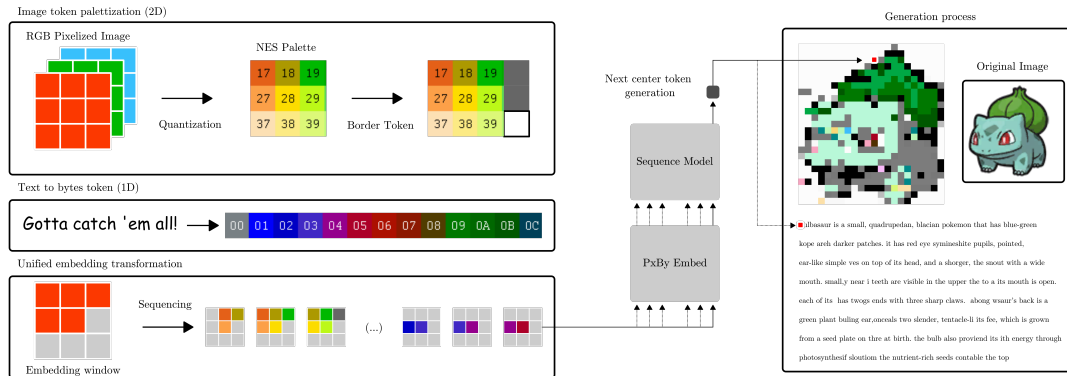 Image token palettization (2D)
RGB Pixelized Image
NES Palette
17 18 19
27 28 29
37 38 39
Quantization
Border Token
17 18 19
27 28 29
37 38 39
Text to bytes token (1D)
Gotta catch 'em all!
00 01 02 03 04 05 06 07 08 09 0A 0B 0C
Unified embedding transformation
Sequencing
(...)
Embedding window
Next center token
generation
Sequence Model
PxBy Embed
Generation process
Original Image
ulbasaur is a small, quadrupedan, blacian pokemon that has blue-green
kope areh darker patches. it has red eye symineshite pupils, pointed,
ear-like simple ves on top of its head, and a shorger, the snout with a wide
mouth. small,y near i teeth are visible in the upper the to a its mouth is open.
each of its has twogs ends with three sharp claws. abong wsaur's back is a
green plant buling ear,onceals two slender, tentacle-li its fee, which is grown
from a seed plate on thre at birth. the bulb also proviend its ith energy through
photosynthesif sloutiom the nutrient-rich seeds contable the top